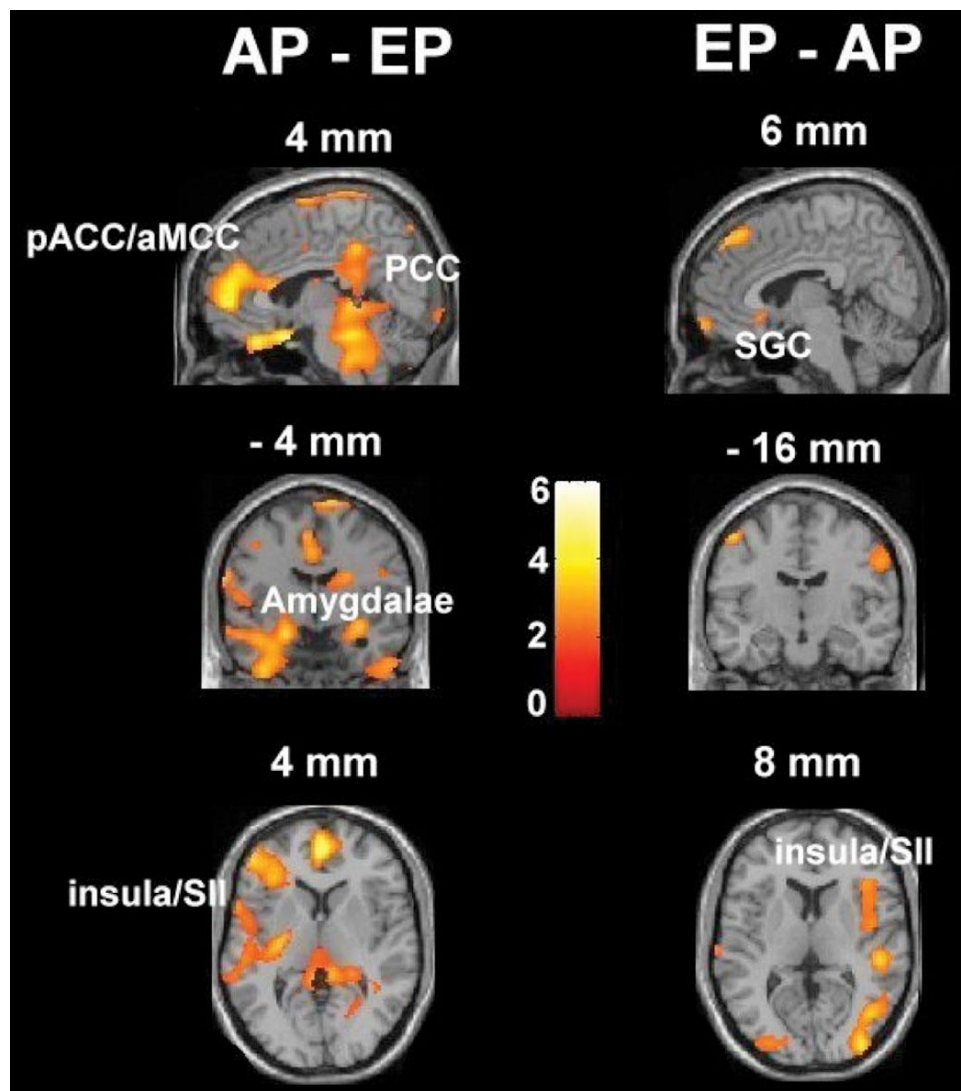 AP - EP
EP - AP
4 mm
6 mm
pACC/aMCC
PCC
SGC
- 4 mm
- 16 mm
Amygdalae
6
4
2
0
4 mm
8 mm
insula/SII
insula/SII